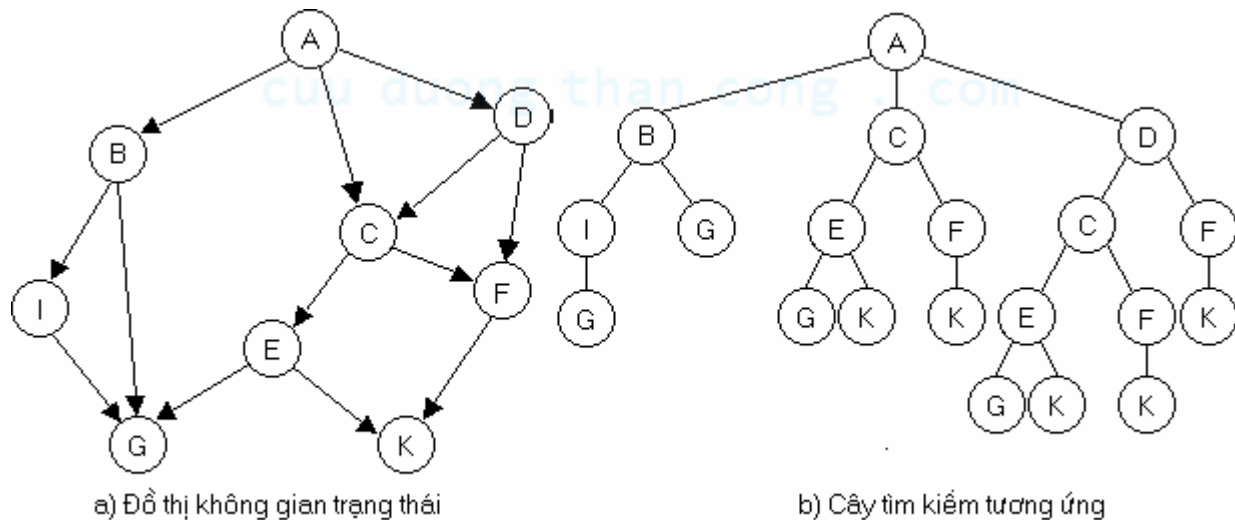 A
A
cuu duong than cong . com
D
B
C
D
B
C
I
G
E
F
C
F
F
I
E
G
G
K
K
E
F
K
G
K
G
K
K
a) Đồ thị không gian trạng thái
b) Cây tìm kiếm tương ứng